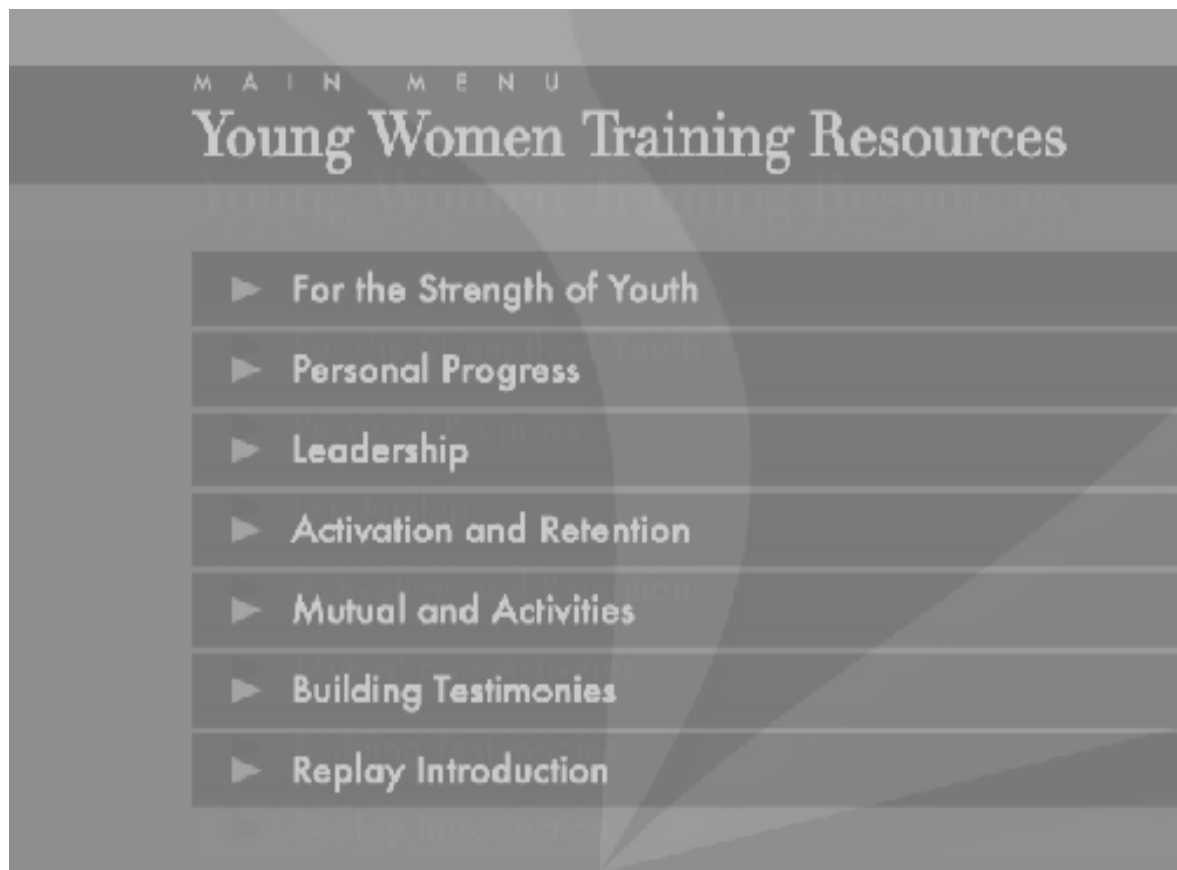 MAIN MENU
Young Women Training Resources
For the Strength of Youth
Personal Progress
Leadership
Activation and Retention
Mutual and Activities
Building Testimonies
Replay Introduction